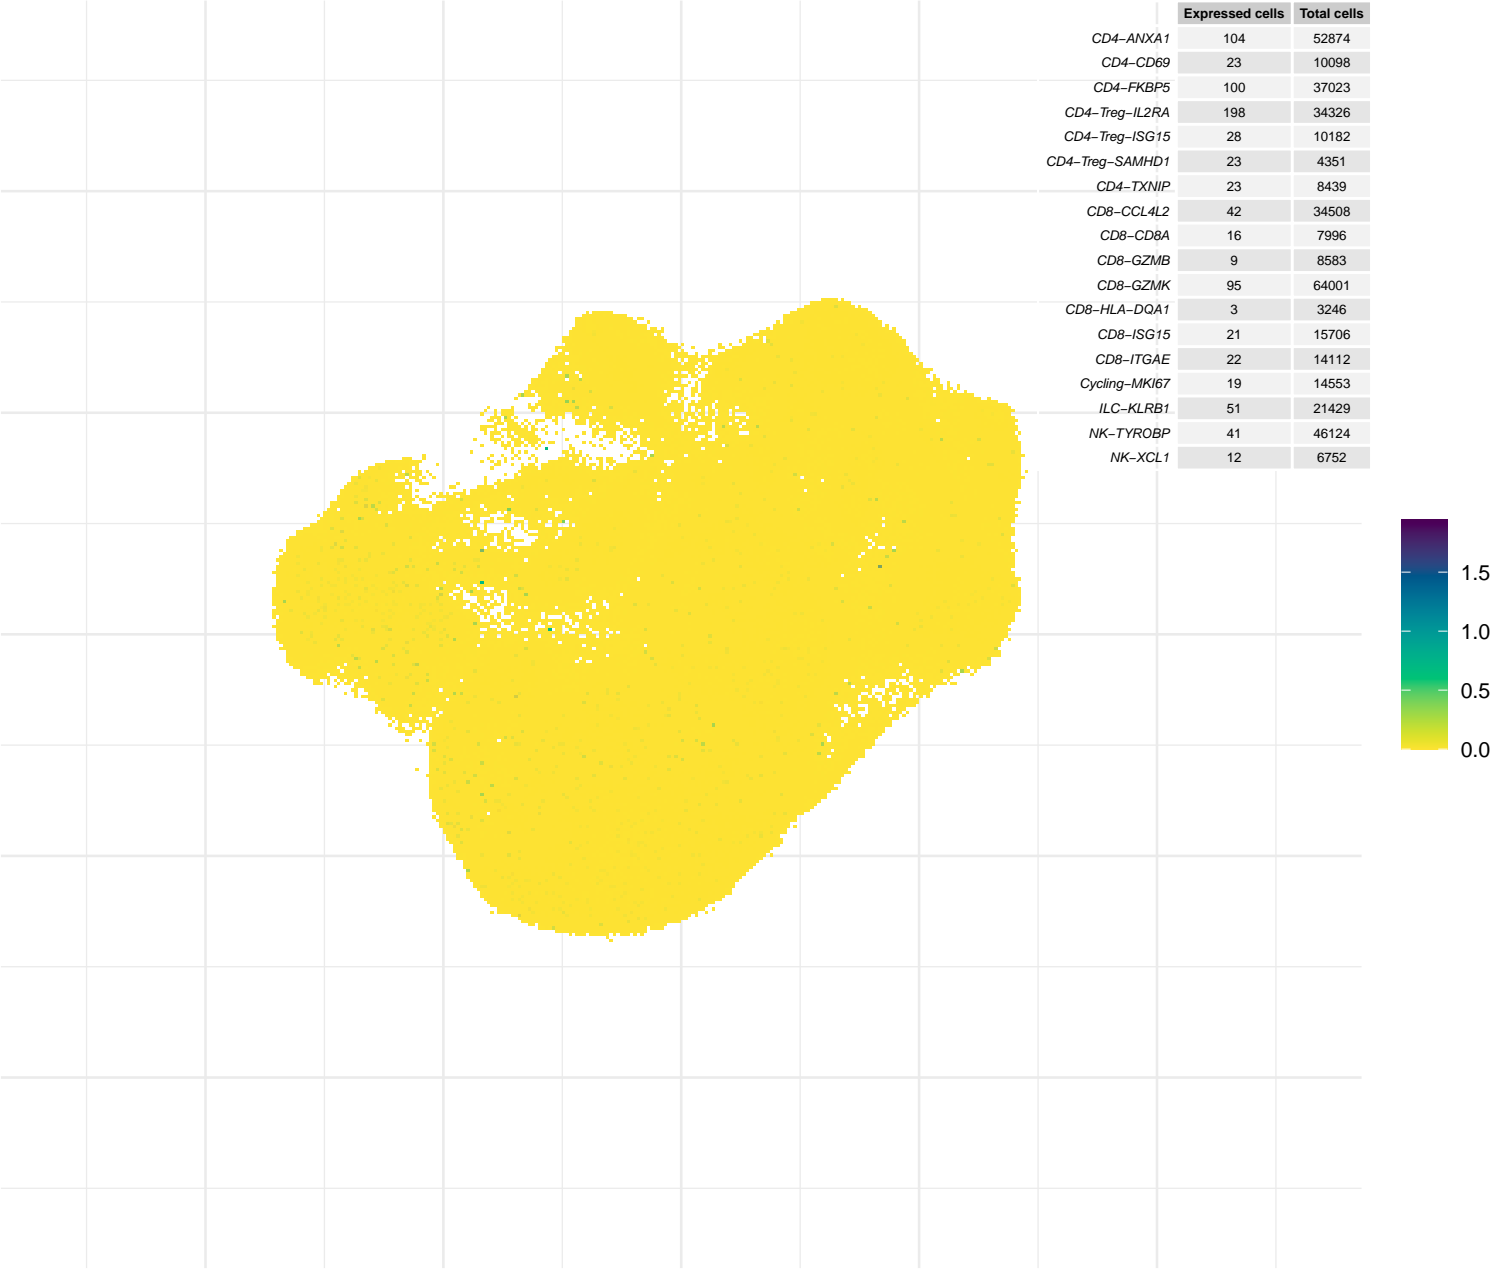 Expressed cells Total cells
CD4−ANXA1 104 52874
CD4−CD69 23 10098
CD4−FKBP5 100 37023
CD4−Treg−IL2RA 198 34326
CD4−Treg−ISG15 28 10182
CD4−Treg−SAMHD1 23 4351
CD4−TXNIP 23 8439
CD8−CCL4L2 42 34508
CD8−CD8A 16 7996
CD8−GZMB 9 8583
CD8−GZMK 95 64001
CD8−HLA−DQA1 3 3246
CD8−ISG15 21 15706
CD8−ITGAE 22 14112
Cycling−MKI67 19 14553
ILC−KLRB1 51 21429
NK−TYROBP 41 46124
NK−XCL1 12 6752
1.5
1.0
0.5
0.0